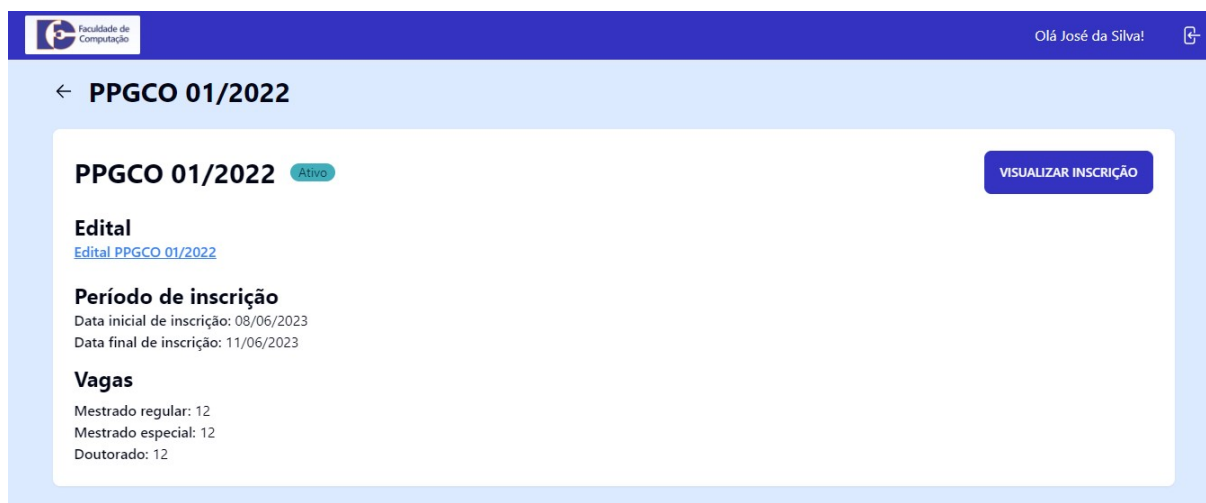 Faculdade de
Computação
Olá José da Silva!
PPGCO 01/2022
PPGCO 01/2022 Ativo
VISUALIZAR INSCRIÇÃO
Edital
Edital PPGCO 01/2022
Período de inscrição
Data inicial de inscrição: 08/06/2023
Data final de inscrição: 11/06/2023
Vagas
Mestrado regular: 12
Mestrado especial: 12
Doutorado: 12